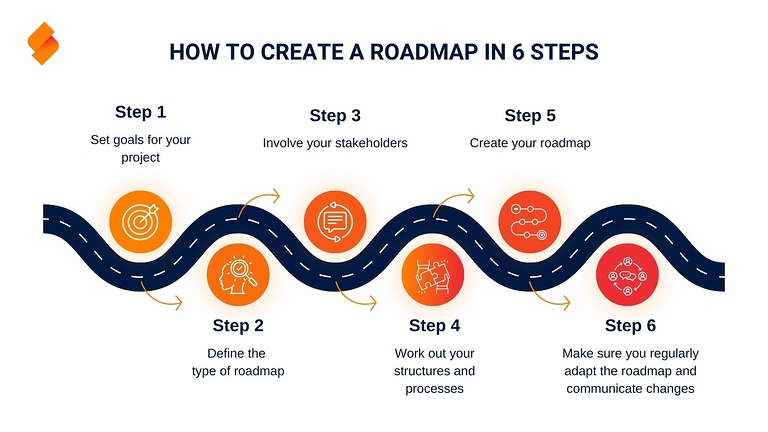 HOW TO CREATE A ROADMAP IN 6 STEPS
Step 1
Set goals for your
project
Step 2
Define the
type of roadmap
Step 3
Involve your stakeholders
Step 4
Work out your
structures and
processes
Step 5
Create your roadmap
Step 6
Make sure you regularly
adapt the roadmap and
communicate changes